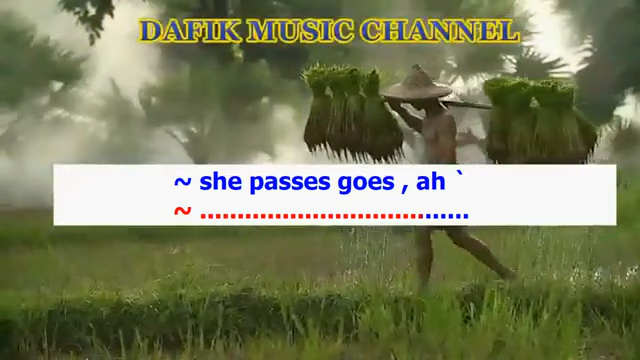 DAFIK MUSIC CHANNEL
~ she passes goes , ah `
~ ....................................